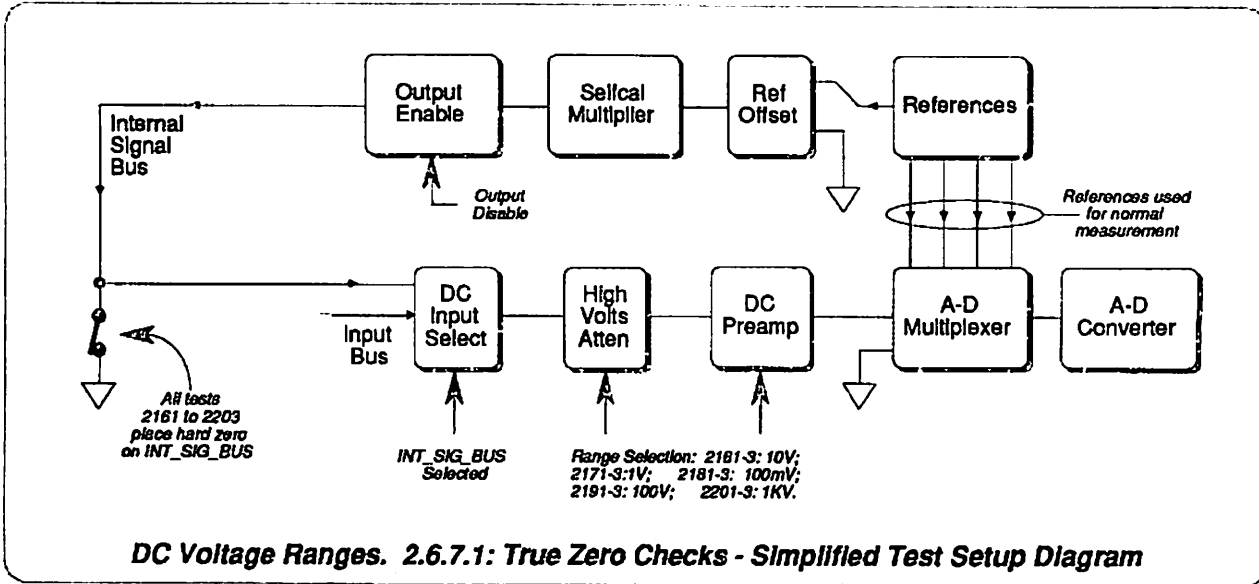 Output
Enable
Selfcal
Multiplier
Ref
Offset
References
Internal
Signal
Bus
Output
Disable
References used
for normal
measurement
DC
Input
Select
High
Volts
Atten
DC
Preamp
A-D
Multiplexer
A-D
Converter
Input
Bus
All tests
2161 to 2203
place hard zero
on INT_SIG_BUS
INT_SIG_BUS
Selected
Range Selection: 2161-3: 10V;
2171-3:1V; 2181-3: 100mV;
2191-3: 100V; 2201-3: 1KV.
DC Voltage Ranges. 2.6.7.1: True Zero Checks - Simplified Test Setup Diagram